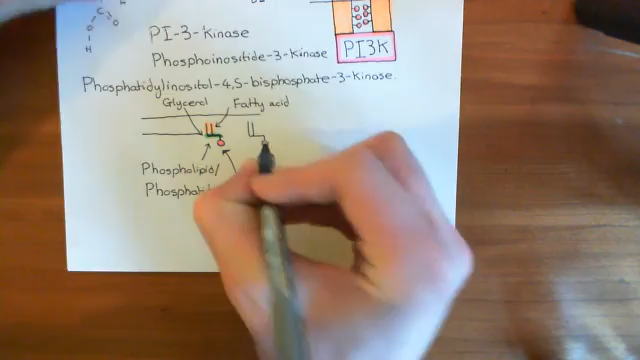 H
C
O
O
H
PI-3-kinase
Phosphoinositide-3-kinase
PI3K
Phosphatidylinositol-4,5-bisphosphate-3-kinase.
Glycerol
Fatty acid
Phospholipid/